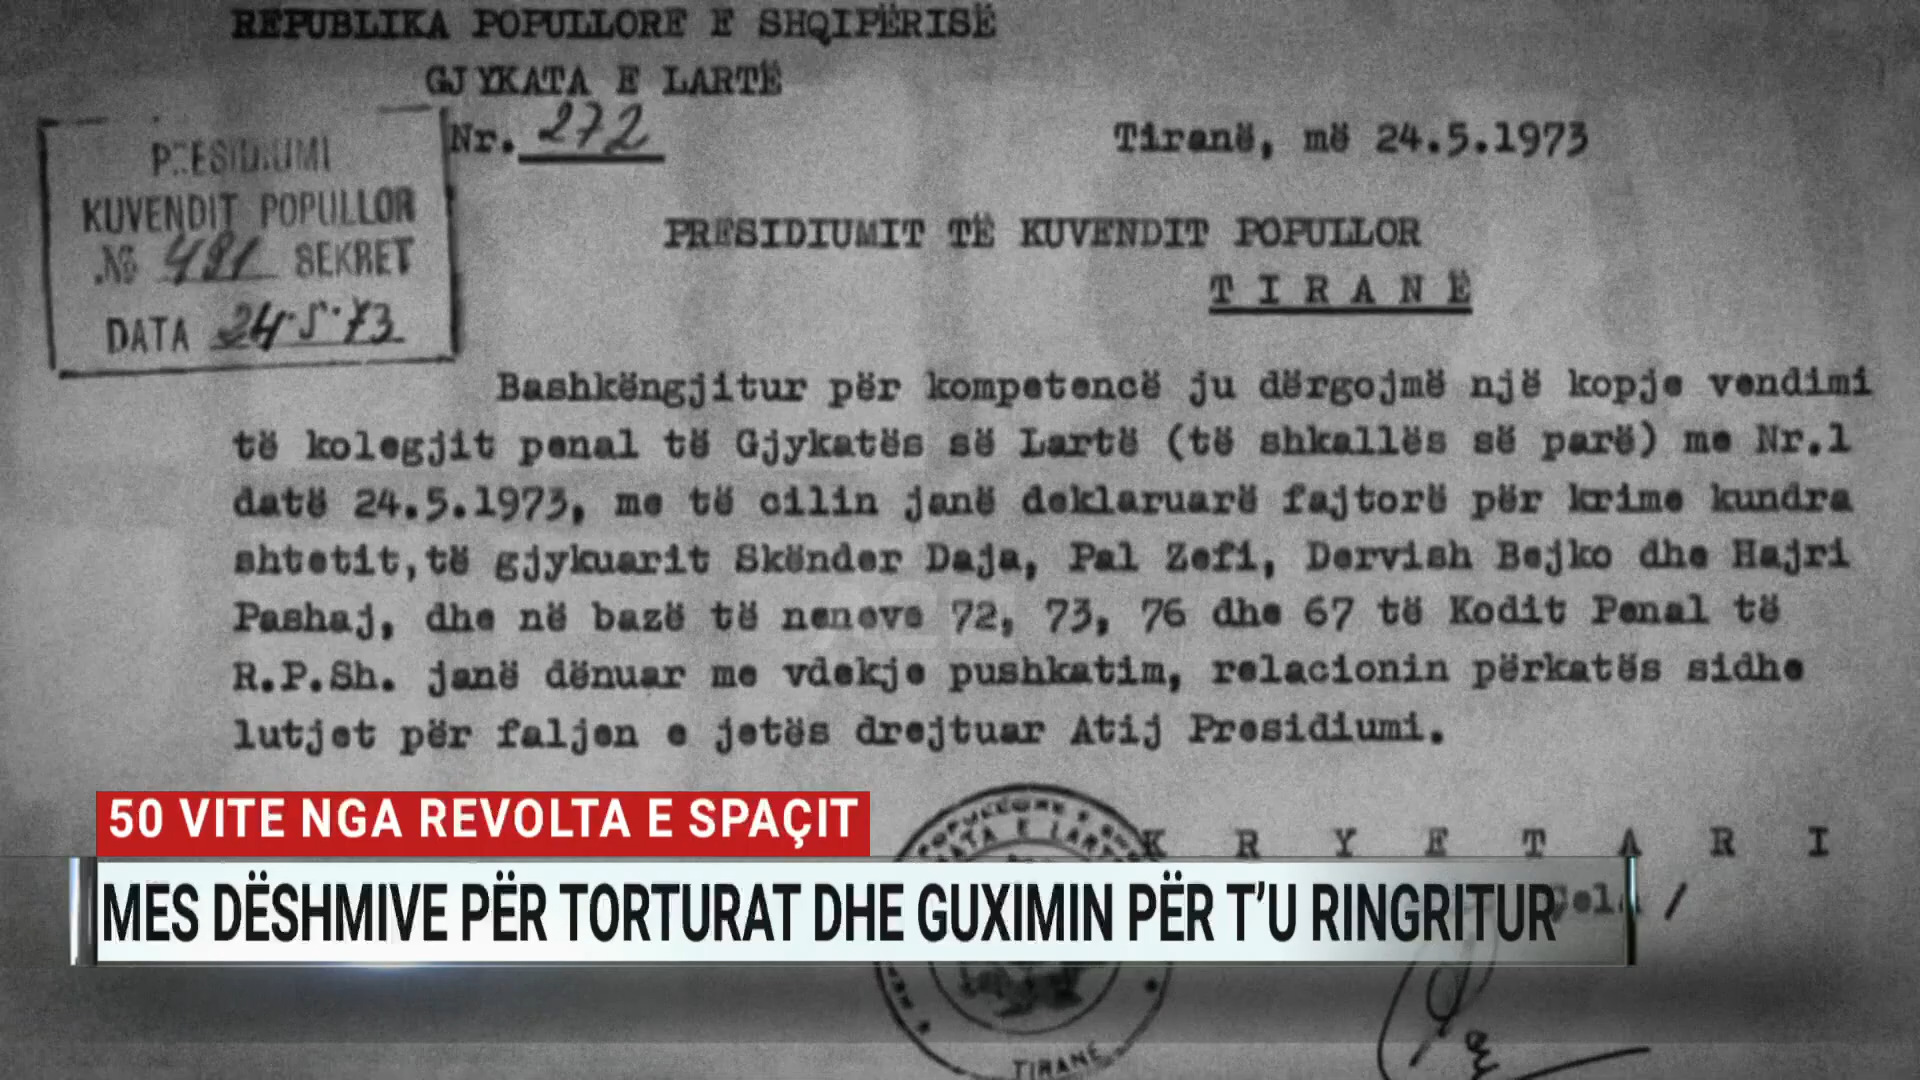 REPUBLIKA POPULLORE E SHQIPËRISË
GJYKATA E LARTË
Nr. 272
Tiranë, më 24.5.1973
PRESIDIUMI
KUVENDIT POPULLOR
№ 491 SEKRET
DATA 24.5.73
PRESIDIUMIT TË KUVENDIT POPULLOR
TIRANË
Bashkëngjitur për kompetencë ju dërgojmë një kopje vendimi
të kolegjit penal të Gjykatës së Lartë (të shkallës së parë) me Nr.1
datë 24.5.1973, me të cilin janë deklaruarë fajtorë për krime kundra
shtetit,të gjykuarit Skënder Daja, Pal Zefi, Dervish Bejko dhe Hajri
Pashaj, dhe në bazë të neneve 72, 73, 76 dhe 67 të Kodit Penal të
R.P.Sh. janë dënuar me vdekje pushkatim, relacionin përkatës sidhe
lutjet për faljen e jetës drejtuar Atij Presidiumi.
KRYETARI
50 VITE NGA REVOLTA E SPAÇIT
MES DËSHMIVE PËR TORTURAT DHE GUXIMIN PËR T'U RINGRITUR
TIRANË